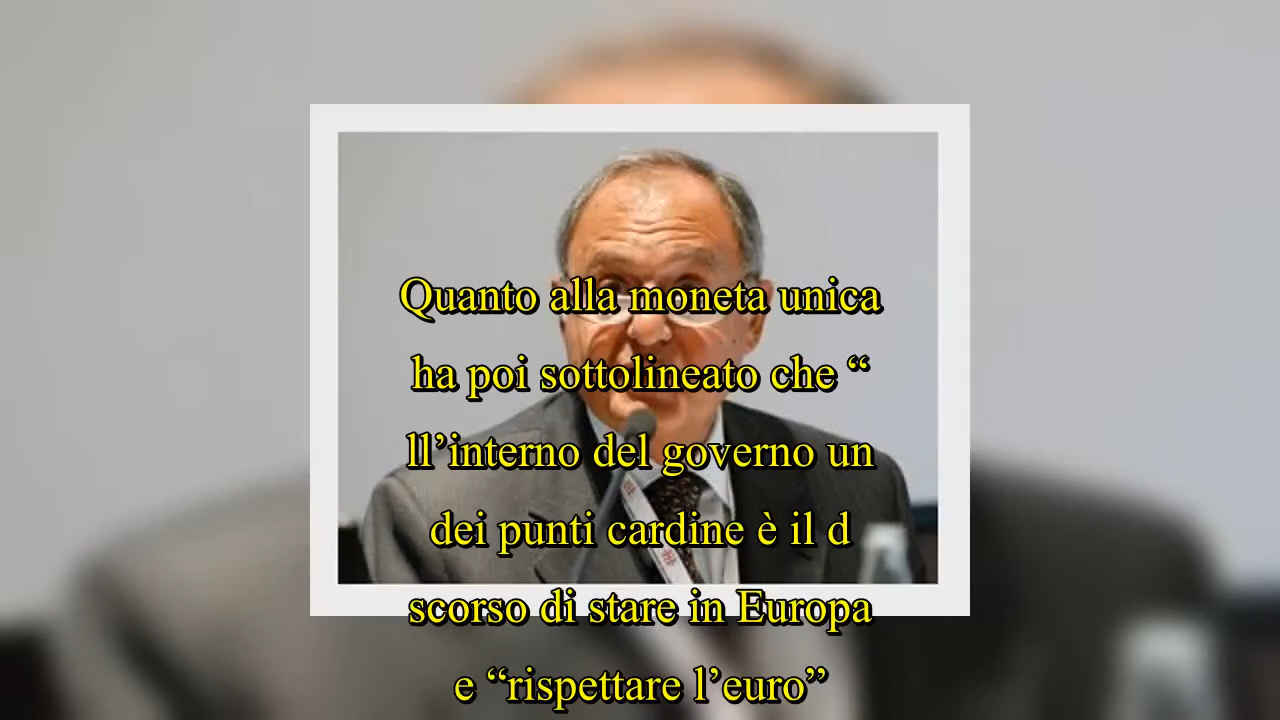 Quanto alla moneta unica
ha poi sottolineato che “
ll’interno del governo un
dei punti cardine è il d
scorso di stare in Europa
e “rispettare l’euro”